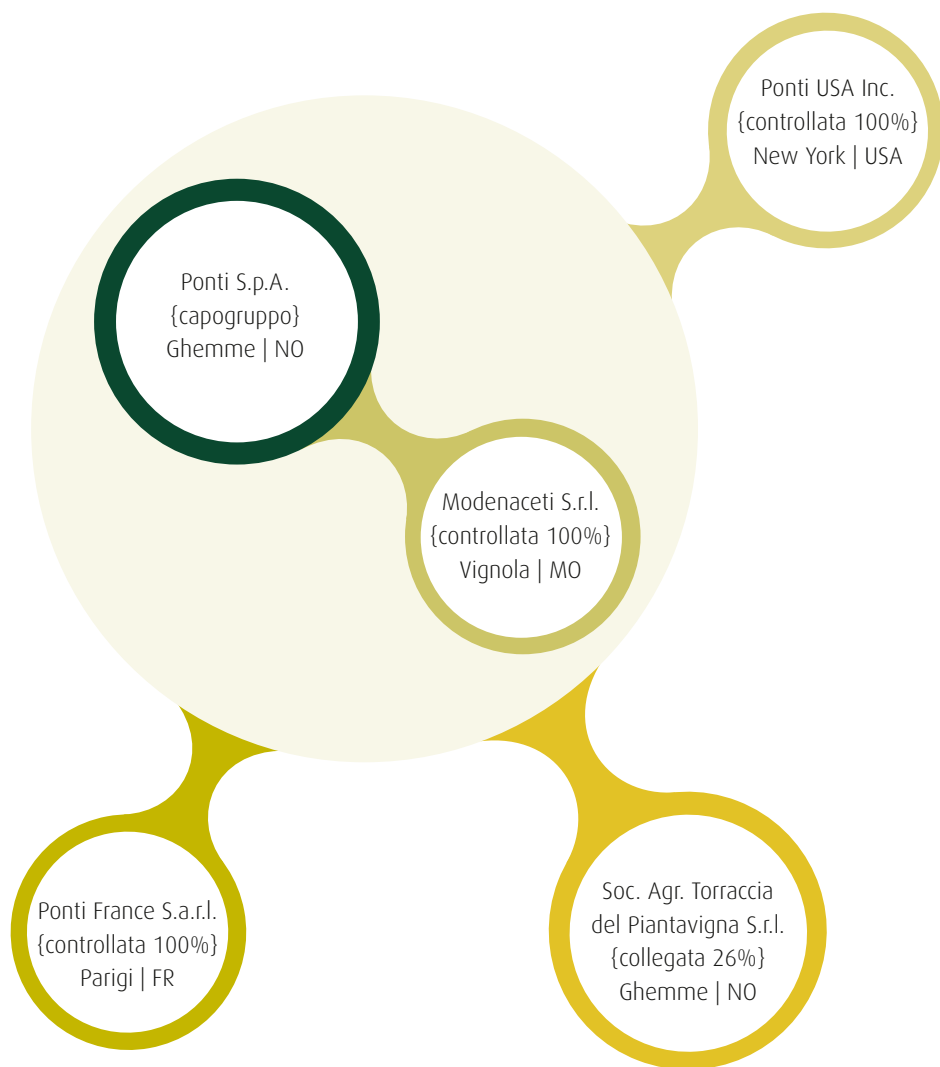 Ponti USA Inc.
{controllata 100%}
New York | USA
Ponti S.p.A.
{capogruppo}
Ghemme | NO
Modenaceti S.r.l.
{controllata 100%}
Vignola | MO
Ponti France S.a.r.l.
{controllata 100%}
Parigi | FR
Soc. Agr. Torraccia
del Piantavigna S.r.l.
{collegata 26%}
Ghemme | NO